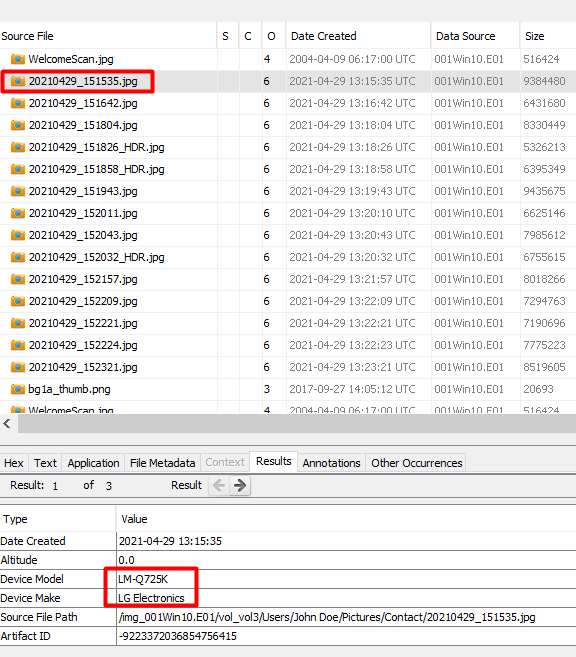 Source File S C O Date Created Data Source Size
WelcomeScan.jpg 4 2004-04-09 06:17:00 UTC 001Win10.E01 516424
20210429_151535.jpg 6 2021-04-29 13:15:35 UTC 001Win10.E01 9384480
20210429_151642.jpg 6 2021-04-29 13:16:42 UTC 001Win10.E01 6431680
20210429_151804.jpg 6 2021-04-29 13:18:04 UTC 001Win10.E01 8330449
20210429_151826_HDR.jpg 6 2021-04-29 13:18:26 UTC 001Win10.E01 5326213
20210429_151858_HDR.jpg 6 2021-04-29 13:18:58 UTC 001Win10.E01 6395349
20210429_151943.jpg 6 2021-04-29 13:19:43 UTC 001Win10.E01 9435675
20210429_152011.jpg 6 2021-04-29 13:20:10 UTC 001Win10.E01 6625146
20210429_152043.jpg 6 2021-04-29 13:20:43 UTC 001Win10.E01 7985612
20210429_152032_HDR.jpg 6 2021-04-29 13:20:32 UTC 001Win10.E01 6755615
20210429_152157.jpg 6 2021-04-29 13:21:57 UTC 001Win10.E01 8018266
20210429_152209.jpg 6 2021-04-29 13:22:09 UTC 001Win10.E01 7294763
20210429_152221.jpg 6 2021-04-29 13:22:21 UTC 001Win10.E01 7190696
20210429_152224.jpg 6 2021-04-29 13:22:23 UTC 001Win10.E01 7775223
20210429_152321.jpg 6 2021-04-29 13:23:21 UTC 001Win10.E01 8519605
bg1a_thumb.png 3 2017-09-27 14:05:12 UTC 001Win10.E01 20693
WelcomeScan.jpg 4 2004-04-09 06:17:00 UTC 001Win10.E01 516424
Hex Text Application File Metadata Context Results Annotations Other Occurrences
Result: 1 of 3 Result
Type Value
Date Created 2021-04-29 13:15:35
Altitude 0.0
Device Model LM-Q725K
Device Make LG Electronics
Source File Path /img_001Win10.E01/vol_vol3/Users/John Doe/Pictures/Contact/20210429_151535.jpg
Artifact ID -9223372036854756415